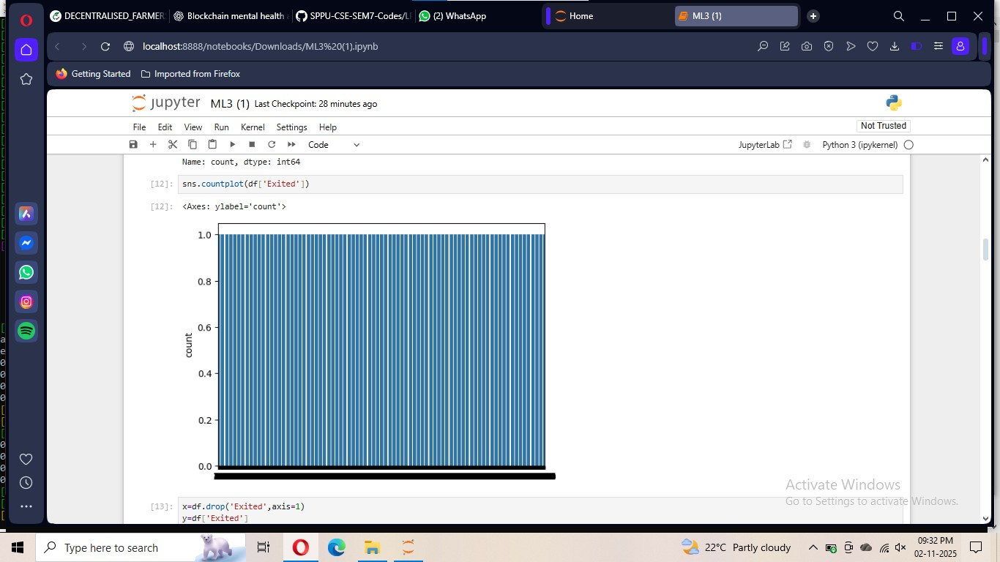 DECENTRALISED_FARMER
Blockchain mental health
SPPU-CSE-SEM7-Codes/LI
(2) WhatsApp
Home
ML3 (1)
localhost:8888/notebooks/Downloads/ML3%20(1).ipynb
Getting Started
Imported from Firefox
jupyter ML3 (1) Last Checkpoint: 28 minutes ago
File Edit View Run Kernel Settings Help
Not Trusted
Code
JupyterLab
Python 3 (ipykernel)
Name: count, dtype: int64
[12]: sns.countplot(df['Exited'])
[12]: <Axes: ylabel='count'>
1.0
0.8
0.6
0.4
0.2
0.0
count
[13]: x=df.drop('Exited',axis=1)
y=df['Exited']
Activate Windows
Go to Settings to activate Windows.
Type here to search
22°C Partly cloudy
09:32 PM
02-11-2025